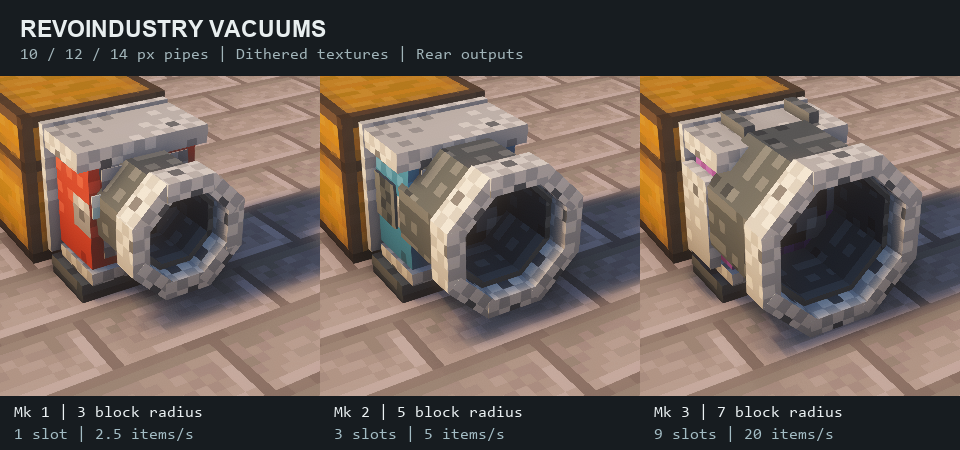 REVOINDUSTRY VACUUMS
10 / 12 / 14 px pipes | Dithered textures | Rear outputs
Mk 1 | 3 block radius
1 slot | 2.5 items/s
Mk 2 | 5 block radius
3 slots | 5 items/s
Mk 3 | 7 block radius
9 slots | 20 items/s